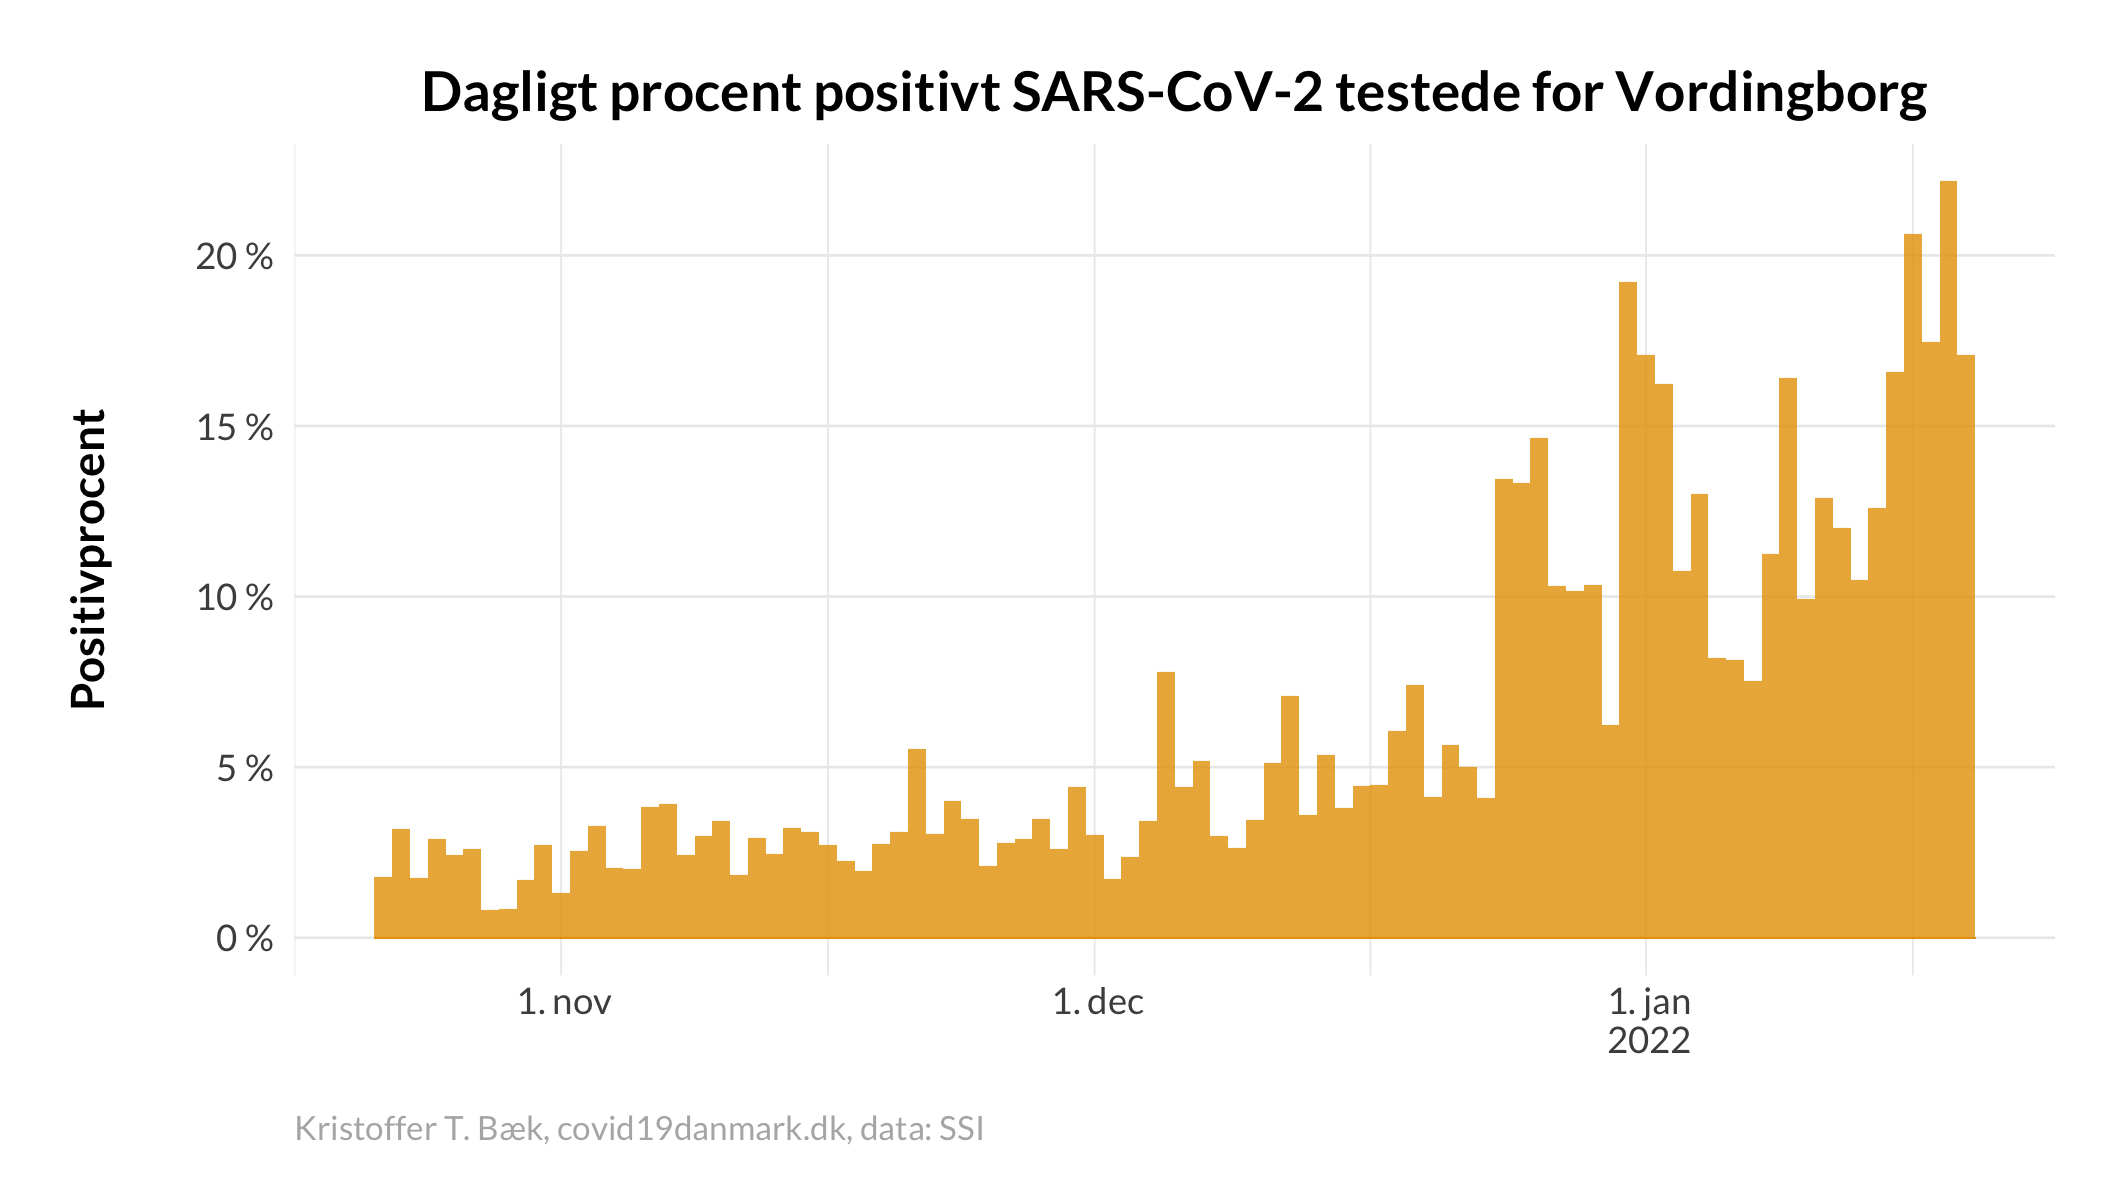 Dagligt procent positivt SARS-CoV-2 testede for Vordingborg
Positivprocent
20 %
15 %
10 %
5 %
0 %
1. nov
1. dec
1. jan
2022
Kristoffer T. Bæk, covid19danmark.dk, data: SSI